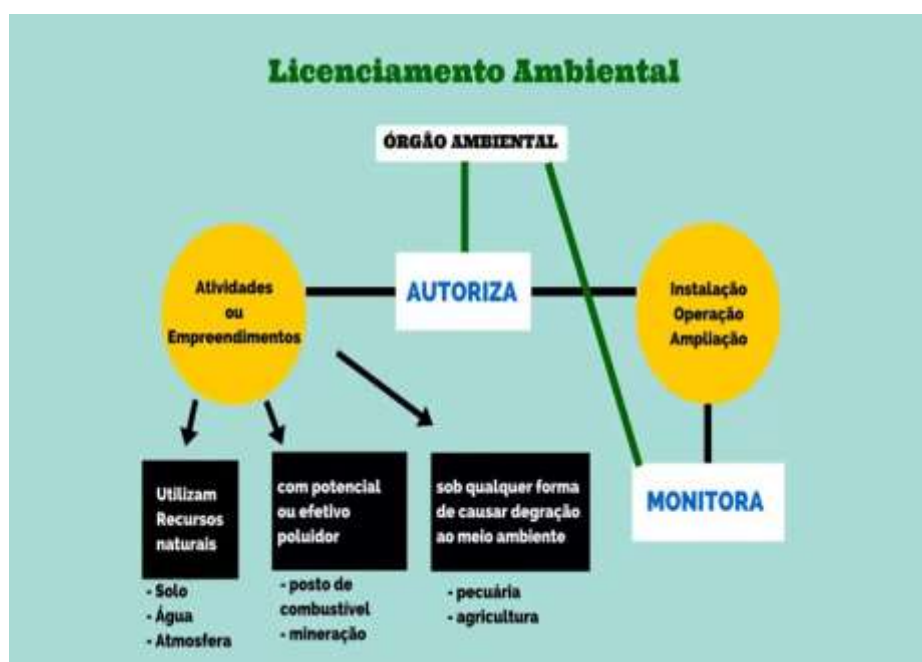 Licenciamento Ambiental
ÓRGÃO AMBIENTAL
Atividades
ou
Empreendimentos
AUTORIZA
Instalação
Operação
Ampliação
Utilizam
Recursos
naturais
- Solo
- Água
- Atmosfera
com potencial
ou efetivo
poluidor
- posto de
combustível
- mineração
sob qualquer forma
de causar degração
ao meio ambiente
- pecuária
- agricultura
MONITORA